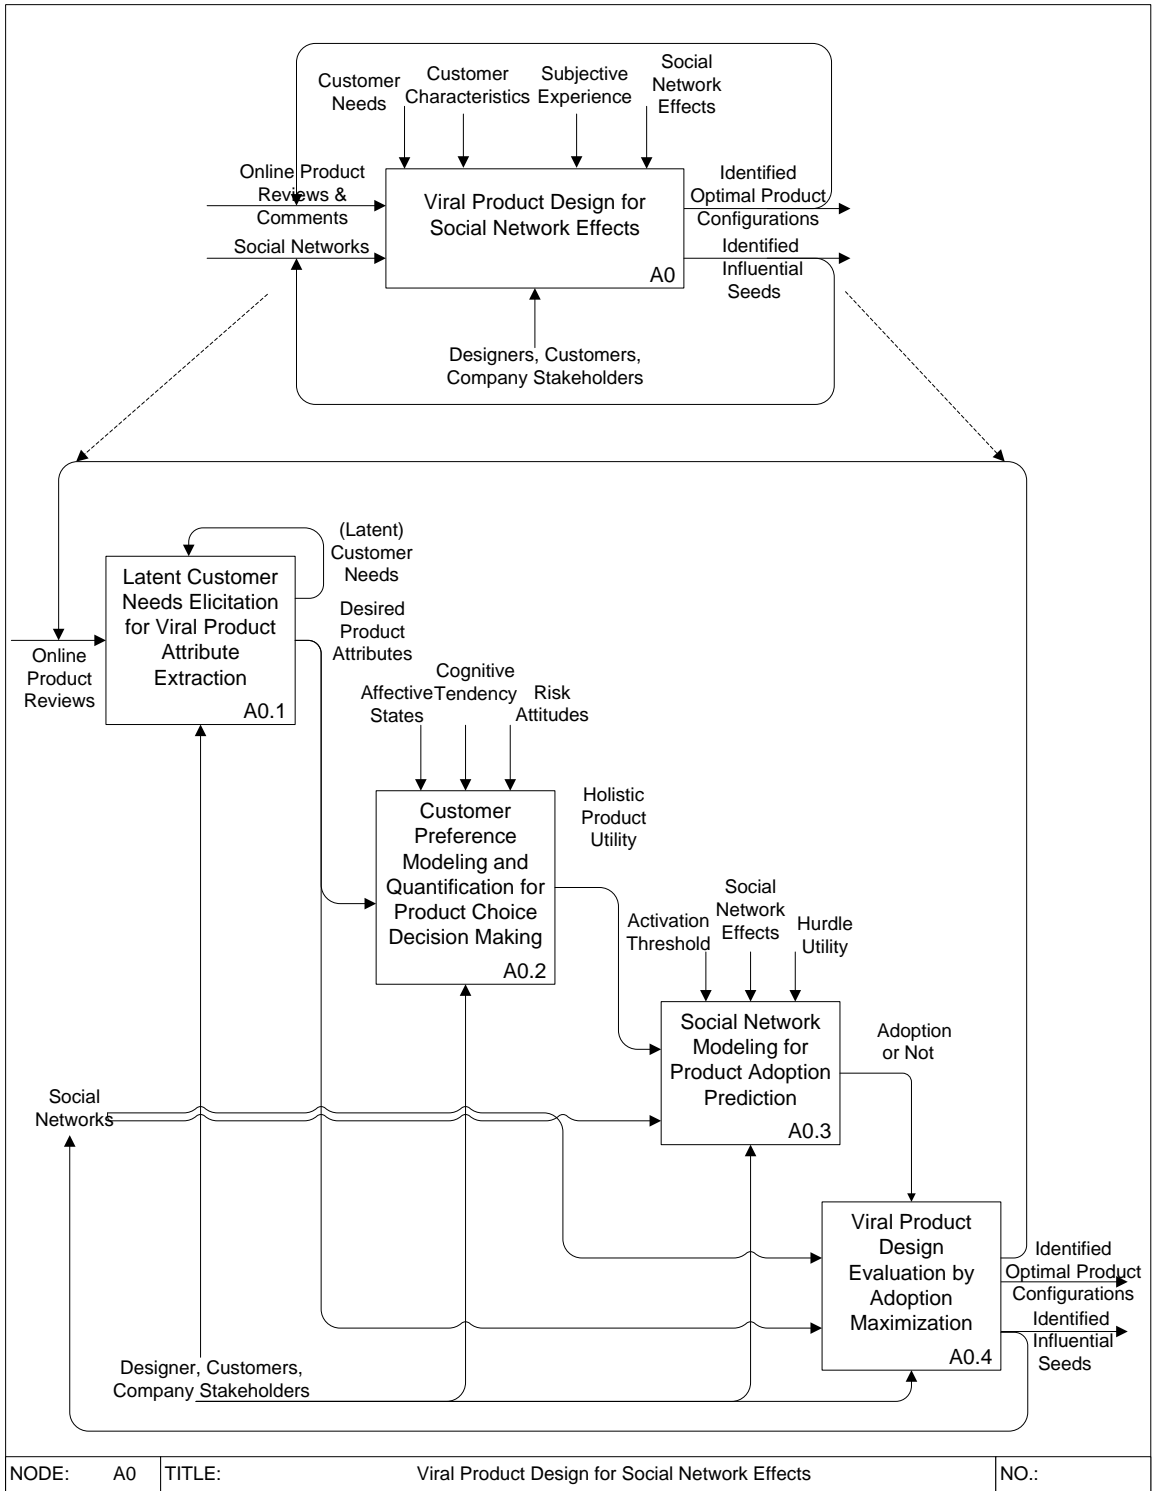 Customer
Needs
Customer
Characteristics
Subjective
Experience
Social
Network
Effects
Online Product
Reviews &
Comments
Social Networks
Viral Product Design for
Social Network Effects
A0
Identified
Optimal Product
Configurations
Identified
Influential
Seeds
Designers, Customers,
Company Stakeholders
(Latent)
Customer
Needs
Latent Customer
Needs Elicitation
for Viral Product
Attribute
Extraction
A0.1
Online
Product
Reviews
Desired
Product
Attributes
Affective
States
Cognitive
Tendency
Risk
Attitudes
Customer
Preference
Modeling and
Quantification for
Product Choice
Decision Making
A0.2
Holistic
Product
Utility
Activation
Threshold
Social
Network
Effects
Hurdle
Utility
Social Network
Modeling for
Product Adoption
Prediction
A0.3
Adoption
or Not
Social
Networks
Viral Product
Design
Evaluation by
Adoption
Maximization
A0.4
Identified
Optimal Product
Configurations
Identified
Influential
Seeds
Designer, Customers,
Company Stakeholders
NODE: A0 TITLE: Viral Product Design for Social Network Effects NO.: